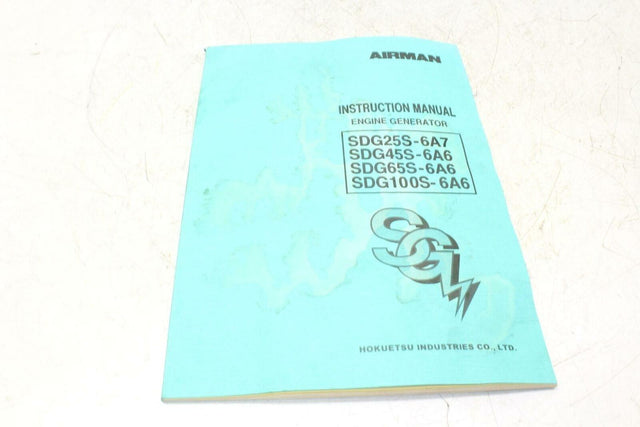 AIRMAN
INSTRUCTION MANUAL
ENGINE GENERATOR
SDG25S-6A7
SDG45S-6A6
SDG65S-6A6
SDG100S-6A6
SG
HOKUETSU INDUSTRIES CO., LTD.